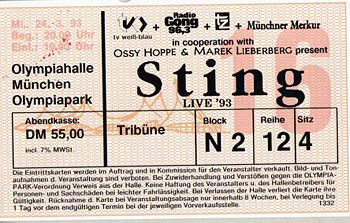 Mi., 24.-3. 93
Beg.: 20.00 Uhr
Einl.: 19.00 Uhr
tv weiß-blau
Radio
Gong
96,3
Münchner Merkur
in cooperation with
OSSY HOPPE & MAREK LIEBERBERG present
Olympiahalle
München
Olympiapark
Sting
LIVE '93
16
Abendkasse:
DM 55,00
incl. 7% MWSt.
Tribüne
Block
N 2
Reihe
12
Sitz
4
Die Eintrittskarten werden im Auftrag und in Kommission für den Veranstalter verkauft. Bild- und Ton-
aufnahmen d. Veranstaltung sind verboten. Bei Zuwiderhandlung und Verstößen gegen die OLYMPIA-
PARK-Verordnung Verweis aus der Halle. Keine Haftung des Veranstalters u. des Hallenbetreibers für
Personen- und Sachschäden bei leichter Fahrlässigkeit. Bei Verlassen der Halle verliert die Karte ihre
Gültigkeit. Rücknahme der Karte bei Veranstaltungsabsage nur innerhalb 8 Wochen, bei Verlegung bis
1 Tag vor dem endgültigen Termin bei der jeweiligen Vorverkaufsstelle.
1332